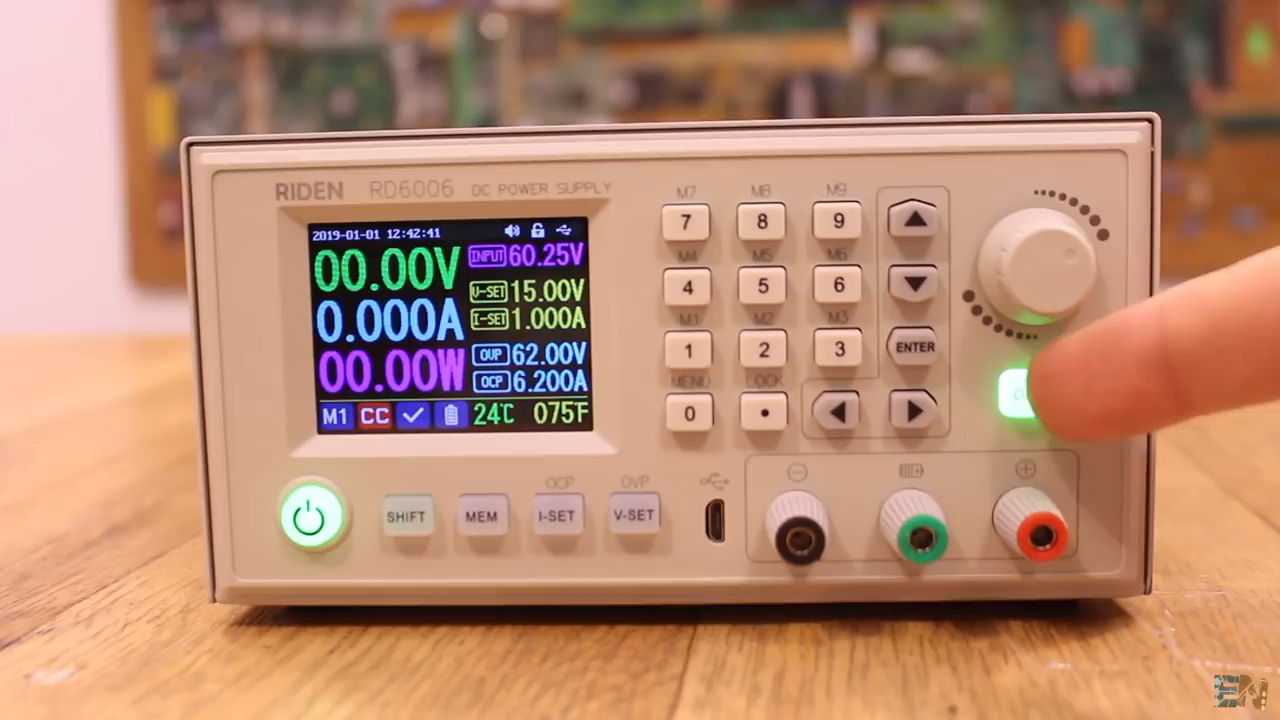 RIDEN RD6006 DC POWER SUPPLY
2019-01-01 12:42:41
00.00V
0.000A
00.00W
INPUT 60.25V
V-SET 15.00V
I-SET 1.000A
OVP 62.00V
OCP 6.200A
M1 CC 24℃ 075F
M7 M8 M9
7 8 9
M4 M5 M6
4 5 6
M1 M2 M3
1 2 3
ENTER
MENU LOCK
0 .
OCP OVP
SHIFT MEM I-SET V-SET
EN